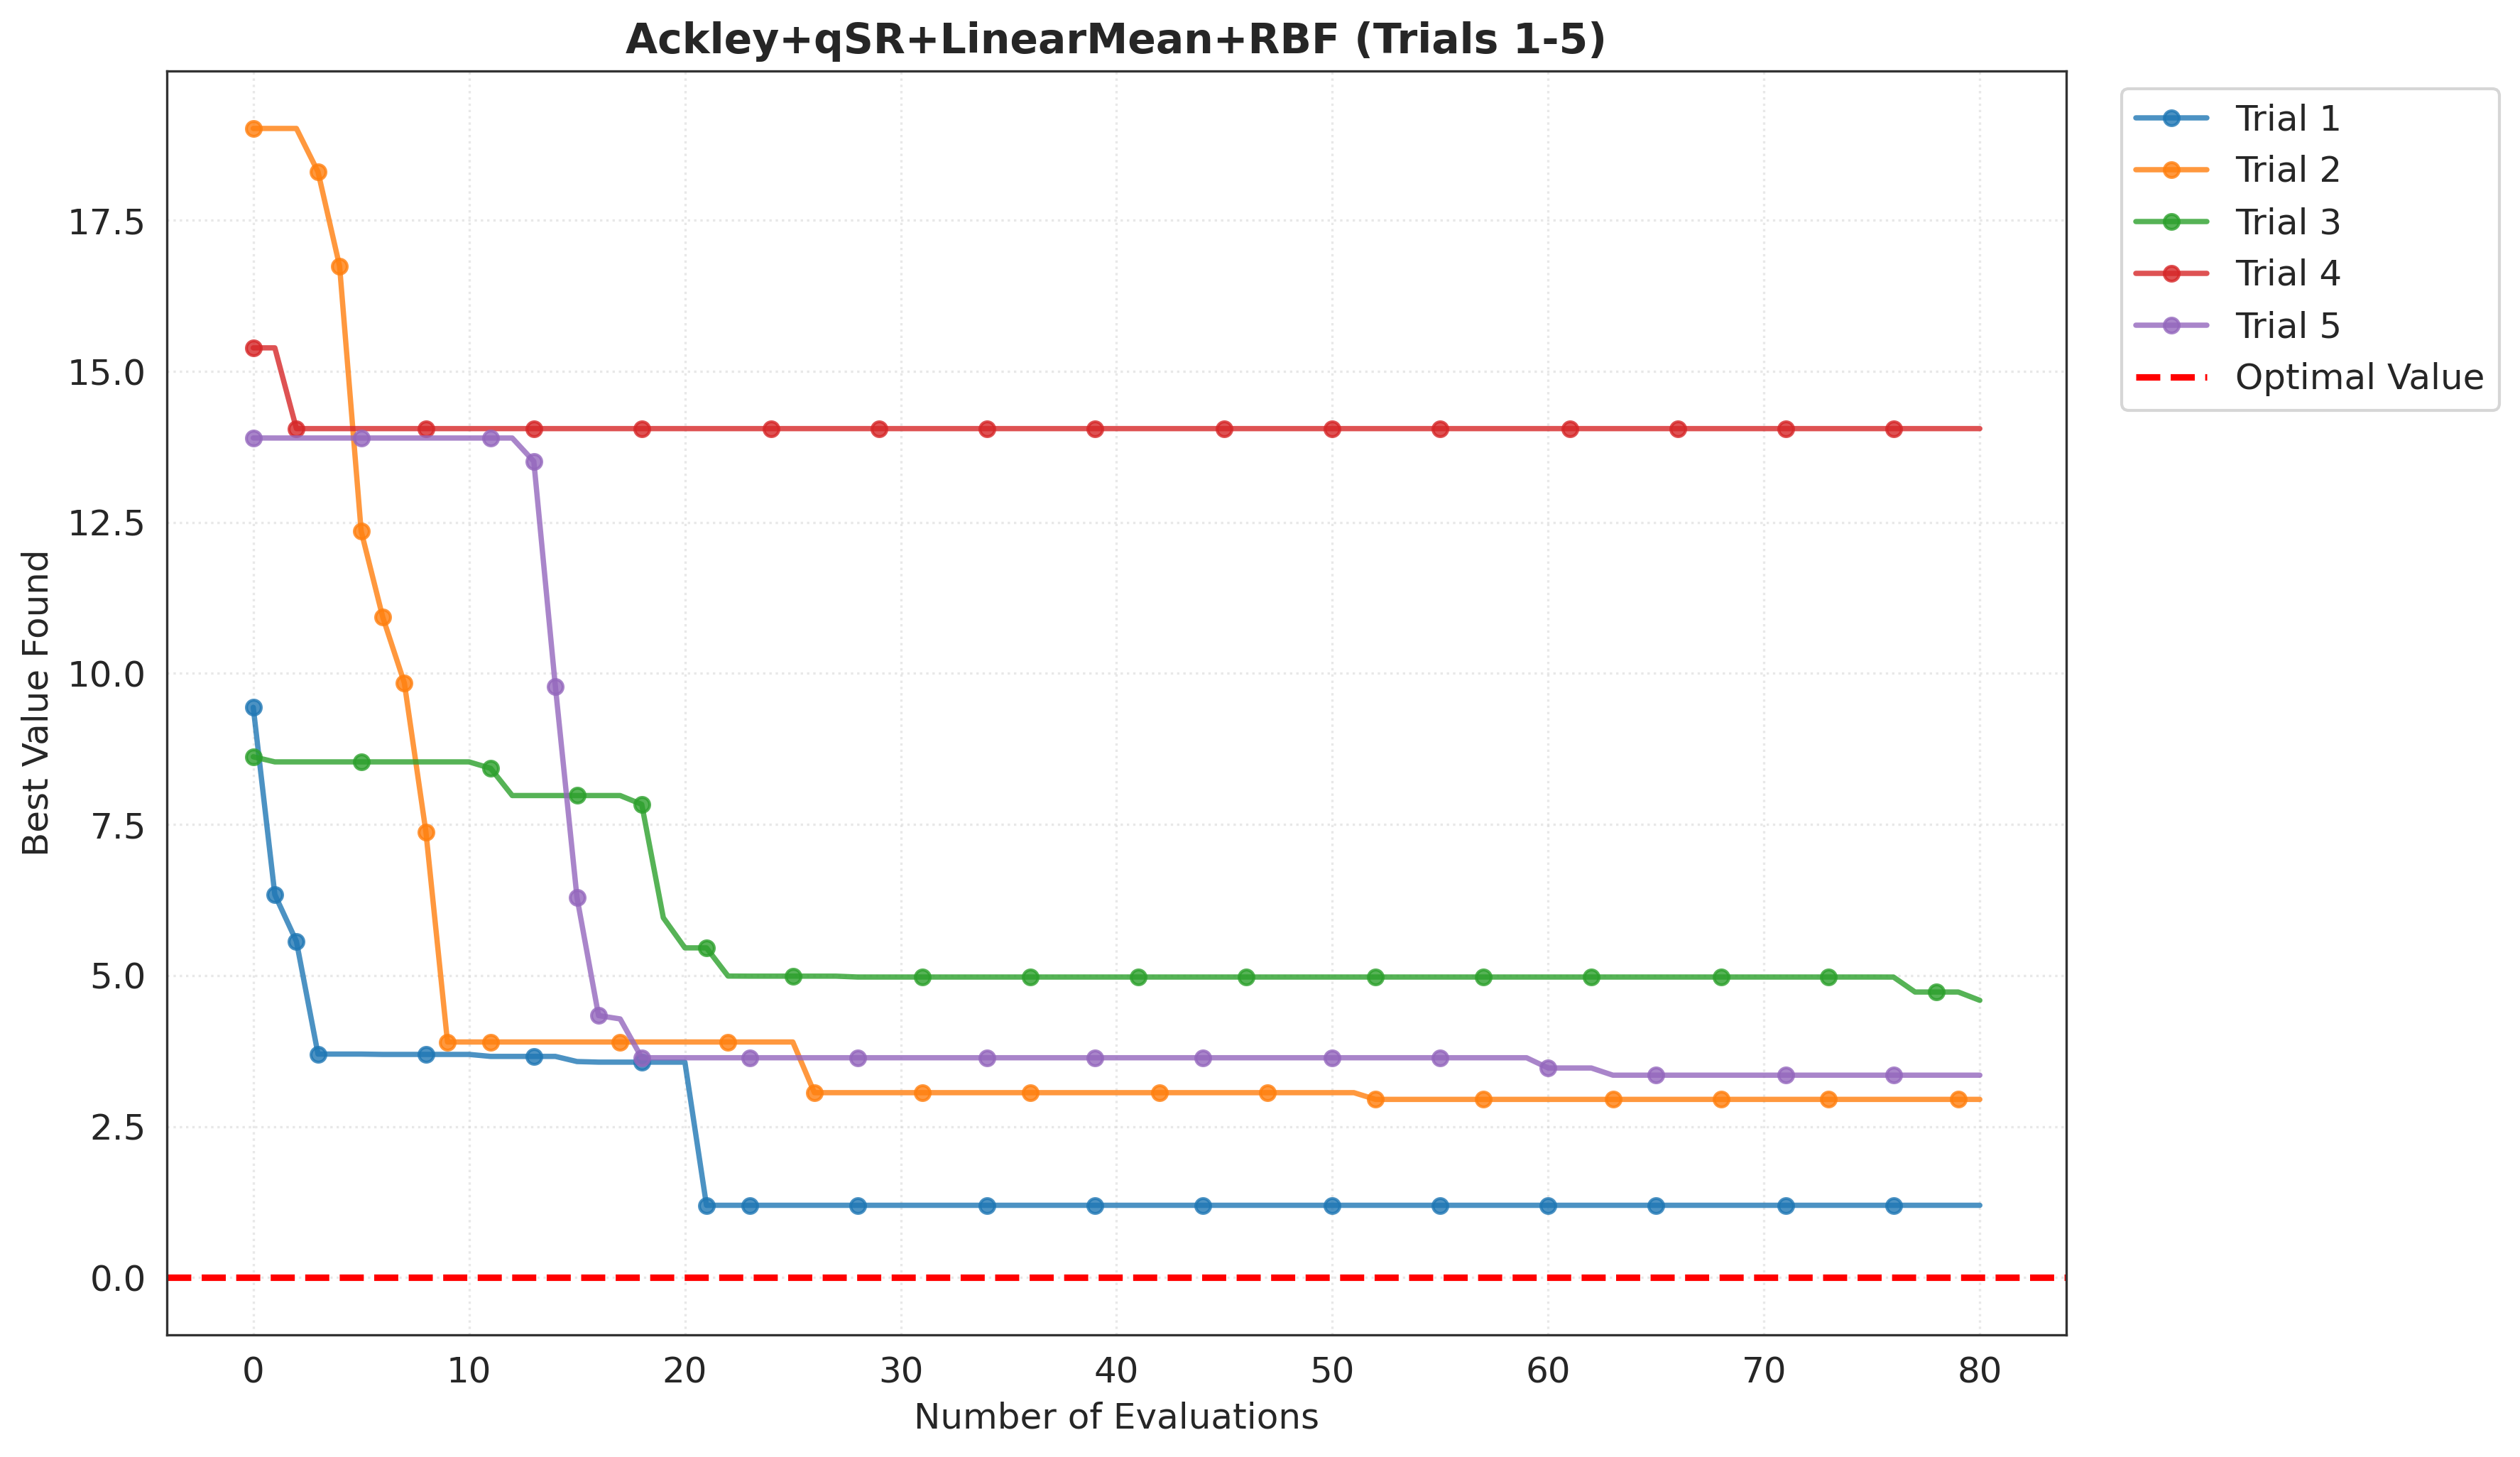 Ackley+qSR+LinearMean+RBF (Trials 1-5)
Best Value Found
17.5
15.0
12.5
10.0
7.5
5.0
2.5
0.0
0 10 20 30 40 50 60 70 80
Number of Evaluations
Trial 1
Trial 2
Trial 3
Trial 4
Trial 5
Optimal Value